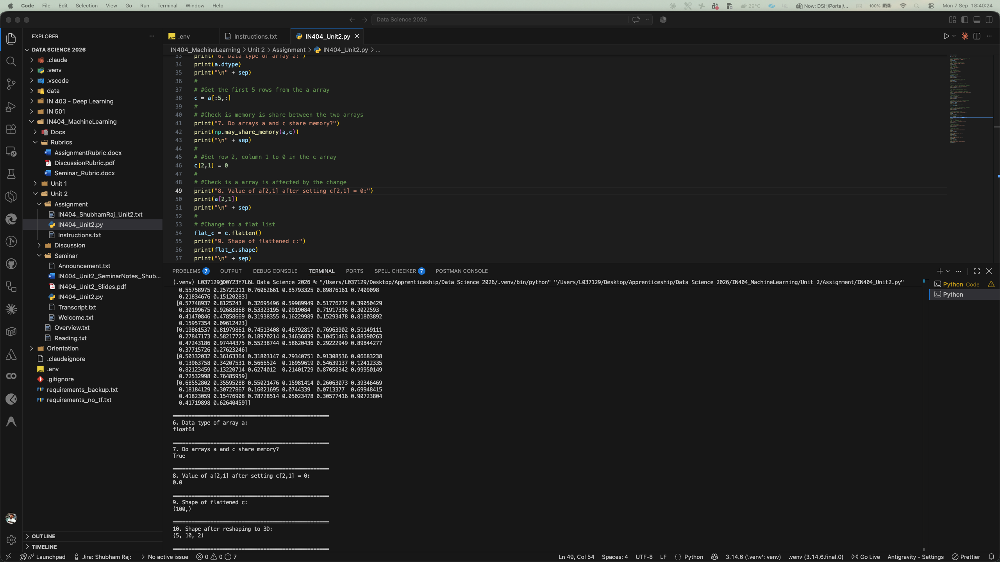 Code File Edit Selection View Go Run Terminal Window Help
29°C Now: DSH/Portal/... 100% Mon 7 Sep 18:40:24
Data Science 2026
EXPLORER
DATA SCIENCE 2026
.claude
.venv
.vscode
data
IN 403 - Deep Learning
IN 501
IN404_MachineLearning
Docs
Rubrics
AssignmentRubric.docx
DiscussionRubric.pdf
Seminar_Rubric.docx
Unit 1
Unit 2
Assignment
IN404_ShubhamRaj_Unit2.txt
IN404_Unit2.py
Instructions.txt
Discussion
Seminar
Announcement.txt
IN404_Unit2_SeminarNotes_Shub...
IN404_Unit2_Slides.pdf
IN404_Unit2.py
Transcript.txt
Welcome.txt
Overview.txt
Reading.txt
Orientation
.claudeignore
.env
.gitignore
requirements_backup.txt
requirements_no_tf.txt
OUTLINE
TIMELINE
.env Instructions.txt IN404_Unit2.py
IN404_MachineLearning > Unit 2 > Assignment > IN404_Unit2.py > ...
33 print("6. Data type of array a:")
34 print(a.dtype)
35 print("\n" + sep)
36 #
37 # #Get the first 5 rows from the a array
38 c = a[:5,:]
39 #
40 # #Check is memory is share between the two arrays
41 print("7. Do arrays a and c share memory?")
42 print(np.may_share_memory(a,c))
43 print("\n" + sep)
44 #
45 # #Set row 2, column 1 to 0 in the c array
46 c[2,1] = 0
47 #
48 # #Check is a array is affected by the change
49 print("8. Value of a[2,1] after setting c[2,1] = 0:")
50 print(a[2,1])
51 print("\n" + sep)
52 #
53 # #Change to a flat list
54 flat_c = c.flatten()
55 print("9. Shape of flattened c:")
56 print(flat_c.shape)
57 print("\n" + sep)
PROBLEMS 7 OUTPUT DEBUG CONSOLE TERMINAL PORTS SPELL CHECKER 7 POSTMAN CONSOLE
(.venv) L037129@D0Y23Y7L6L Data Science 2026 % "/Users/L037129/Desktop/Apprenticeship/Data Science 2026/.venv/bin/python" "/Users/L037129/Desktop/Apprenticeship/Data Science 2026/IN404_MachineLearning/Unit 2/Assignment/IN404_Unit2.py"
0.55758975 0.25721211 0.76062661 0.85793325 0.89876161 0.7409098
0.21834676 0.15120283]
[0.57748937 0.8125243 0.32695496 0.59989949 0.51776272 0.39050429
0.30199675 0.92683868 0.53323195 0.0919084 0.71917396 0.3022593
0.41470846 0.47858669 0.31938355 0.16229989 0.15293478 0.81803892
0.15957354 0.09612423]
[0.19861537 0.81979861 0.74513408 0.46792817 0.76963902 0.51149111
0.27847173 0.58217725 0.18970214 0.34636839 0.10451463 0.88590263
0.47243186 0.97444375 0.55238744 0.58620436 0.29222949 0.89844277
0.37715726 0.27623246]
[0.50332032 0.36163364 0.31803147 0.79340751 0.91308536 0.06683238
0.13963758 0.34207531 0.5666524 0.16959619 0.54639137 0.12412335
0.82123459 0.13220714 0.6274012 0.21401729 0.87050342 0.99950149
0.72532998 0.76485959]
[0.68552802 0.35595288 0.55021476 0.15981414 0.26063073 0.39346469
0.18184129 0.30727867 0.16021695 0.0744339 0.0713377 0.69948415
0.41823059 0.15476908 0.78728514 0.05023478 0.30577416 0.90723804
0.41719898 0.62640459]]
==================================================
6. Data type of array a:
float64
==================================================
7. Do arrays a and c share memory?
True
==================================================
8. Value of a[2,1] after setting c[2,1] = 0:
0.0
==================================================
9. Shape of flattened c:
(100,)
==================================================
10. Shape after reshaping to 3D:
(5, 10, 2)
==================================================
Python Code
Python
Launchpad Jira: Shubham Raj: No active issue 0 0 7 Ln 49, Col 54 Spaces: 4 UTF-8 LF { } Python 3.14.6 ('.venv': venv) .venv (3.14.6.final.0) Go Live Antigravity - Settings Prettier